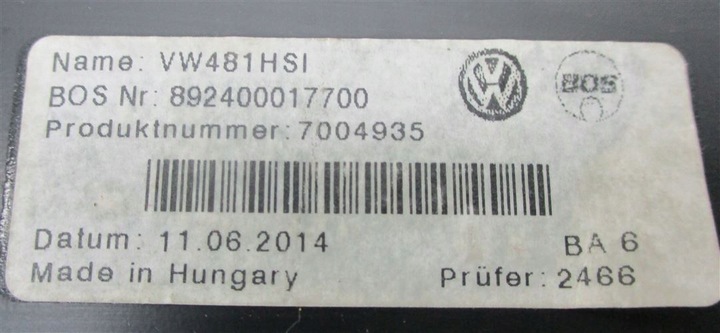 Name: VW481HSI
BOS Nr: 892400017700
BOS
Produktnummer: 7004935
Datum: 11.06.2014
BA 6
Made in Hungary
Prüfer: 2466